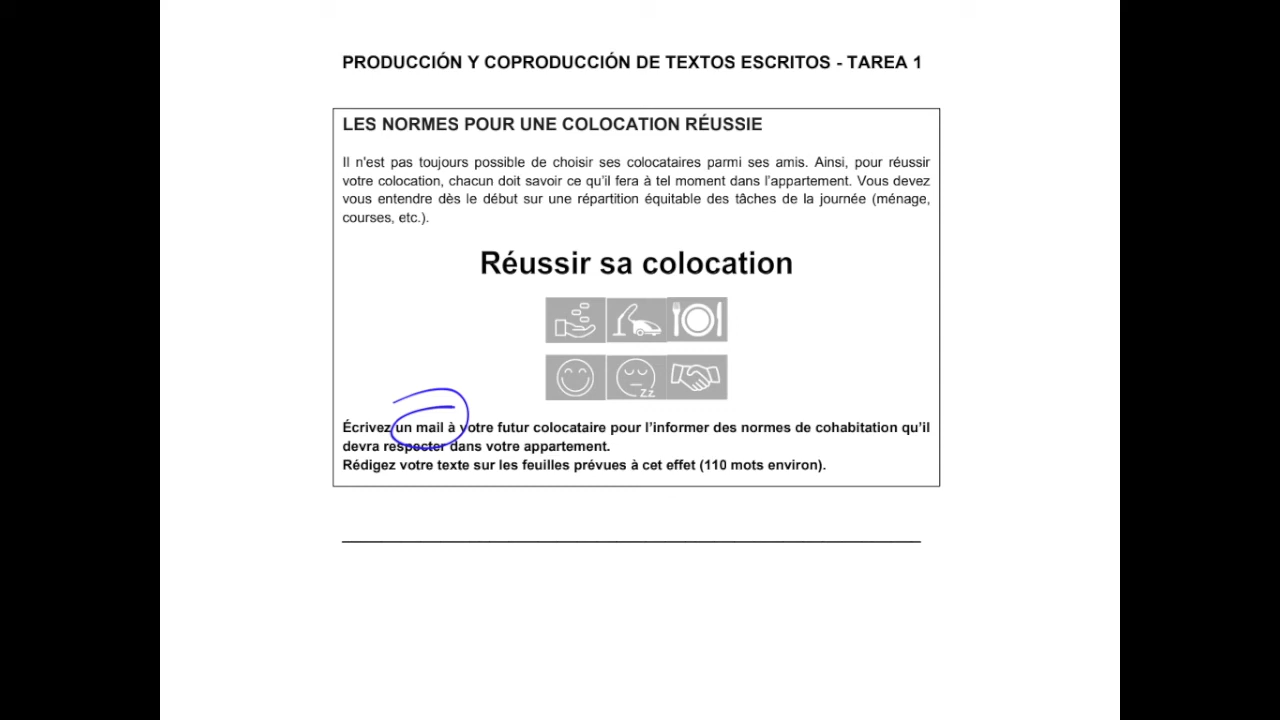 PRODUCCIÓN Y COPRODUCCIÓN DE TEXTOS ESCRITOS - TAREA 1
LES NORMES POUR UNE COLOCATION RÉUSSIE
Il n'est pas toujours possible de choisir ses colocataires parmi ses amis. Ainsi, pour réussir
votre colocation, chacun doit savoir ce qu'il fera à tel moment dans l'appartement. Vous devez
vous entendre dès le début sur une répartition équitable des tâches de la journée (ménage,
courses, etc.).
Réussir sa colocation
zz
Écrivez un mail à votre futur colocataire pour l'informer des normes de cohabitation qu'il
devra respecter dans votre appartement.
Rédigez votre texte sur les feuilles prévues à cet effet (110 mots environ).